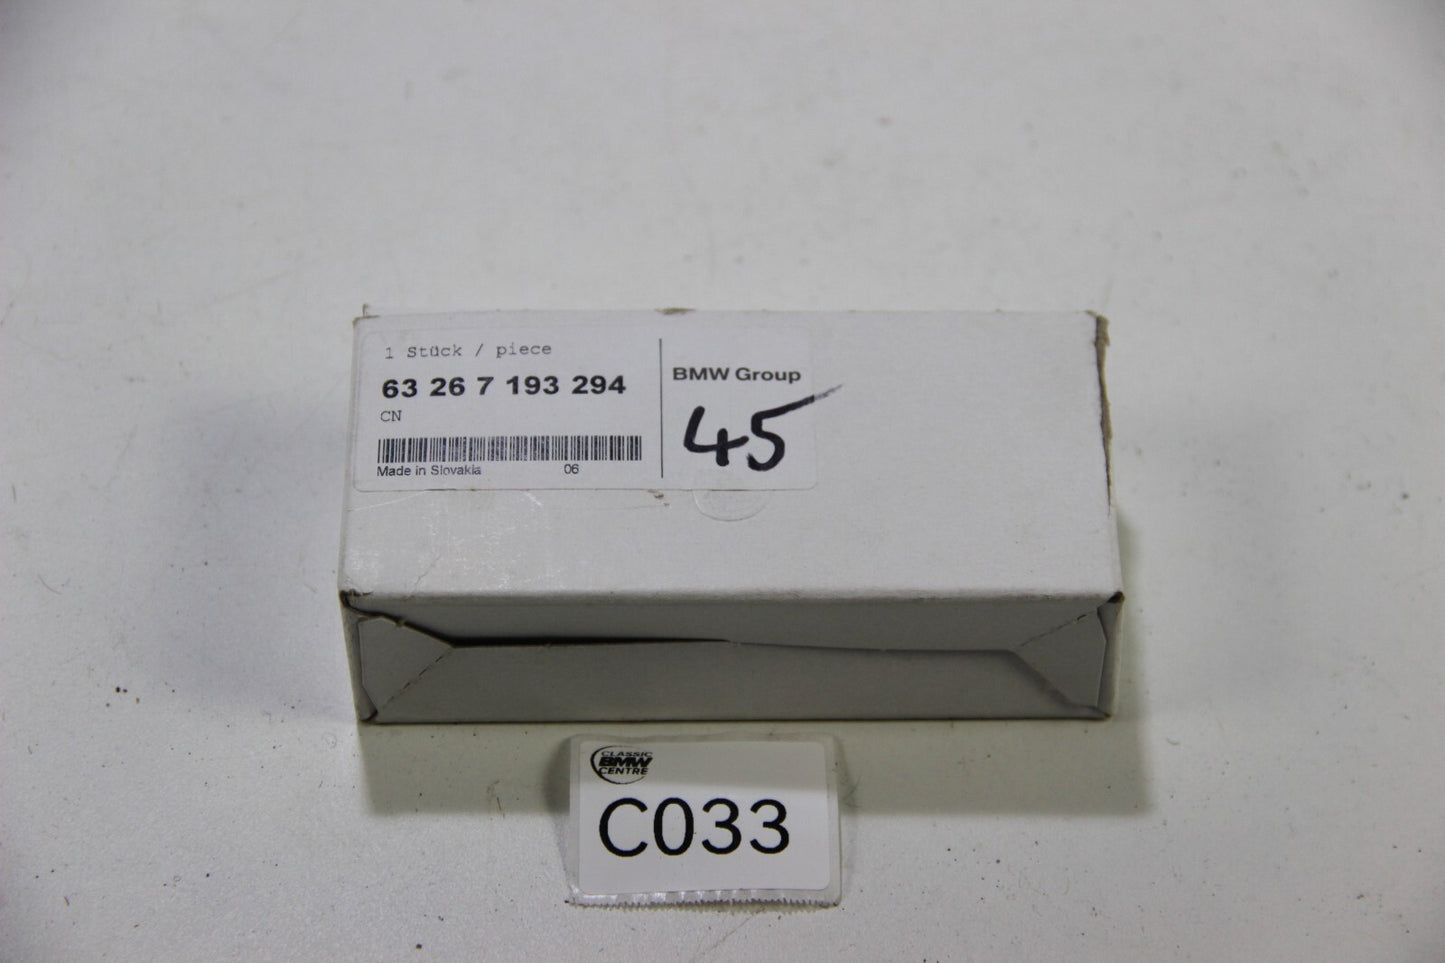 1 Stück / piece
63 26 7 193 294
CN
Made in Slovakia 06
BMW Group
45
CLASSIC
BMW
CENTRE
C033